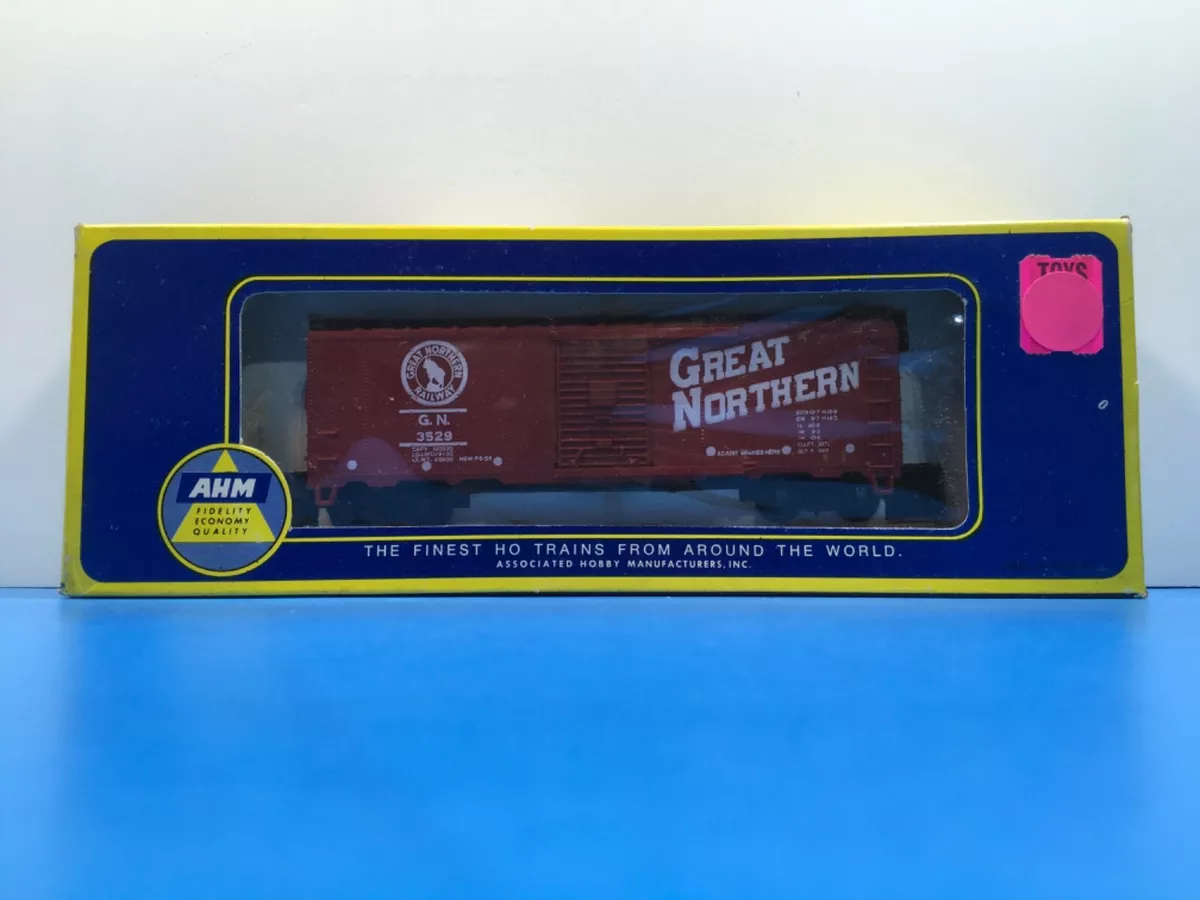 TOYS
GREAT NORTHERN
RAILWAY
G.N.
3529
GREAT
NORTHERN
AHM
FIDELITY
ECONOMY
QUALITY
THE FINEST HO TRAINS FROM AROUND THE WORLD.
ASSOCIATED HOBBY MANUFACTURERS, INC.